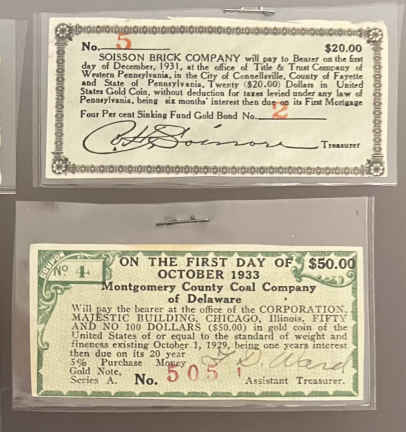 No. 5 $20.00
SOISSON BRICK COMPANY will pay to Bearer on the first
day of December, 1931, at the office of Title & Trust Company of
Western Pennsylvania, in the City of Connellsville, County of Fayette
and State of Pennsylvania, Twenty ($20.00) Dollars in United
States Gold Coin, without deduction for taxes levied under any law of
Pennsylvania, being six months' interest then due on its First Mortgage
Four Per cent Sinking Fund Gold Bond No. 2
Soisson
Treasurer
No 4
ON THE FIRST DAY OF $50.00
OCTOBER 1933
Montgomery County Coal Company
of Delaware
Will pay the bearer at the office of the CORPORATION,
MAJESTIC BUILDING, CHICAGO, Illinois, FIFTY
AND NO 100 DOLLARS ($50.00) in gold coin of the
United States of or equal to the standard of weight and
fineness existing October 1, 1929, being one years interest
then due on its 20 year
5% Purchase Money
Gold Note,
Series A. No. 505
Ward
Assistant Treasurer.